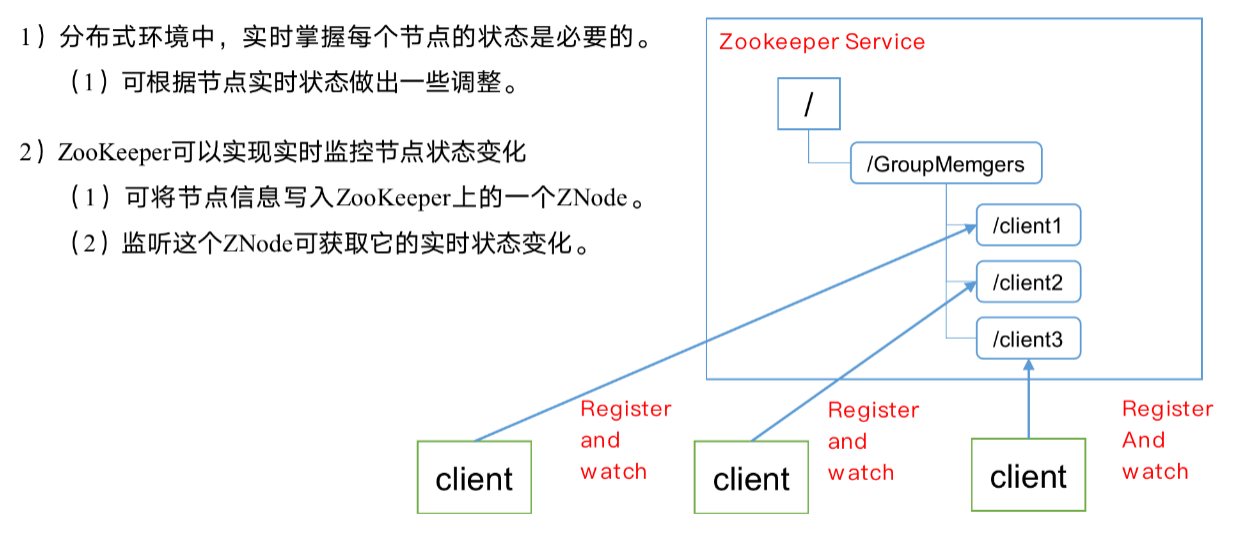 1）分布式环境中，实时掌握每个节点的状态是必要的。
（1）可根据节点实时状态做出一些调整。
2）ZooKeeper可以实现实时监控节点状态变化
（1）可将节点信息写入ZooKeeper上的一个ZNode。
（2）监听这个ZNode可获取它的实时状态变化。
Zookeeper Service
/
/GroupMemgers
/client1
/client2
/client3
Register
and
watch
Register
and
watch
Register
And
watch
client
client
client